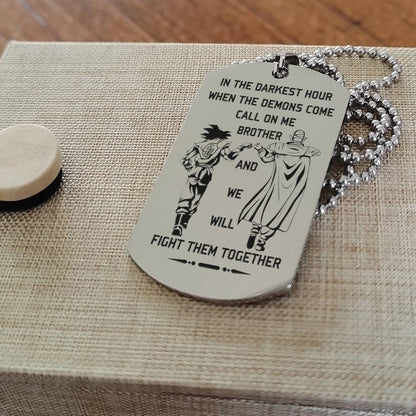 IN THE DARKEST HOUR
WHEN THE DEMONS COME
CALL ON ME
BROTHER
AND
WE
WILL
FIGHT THEM TOGETHER